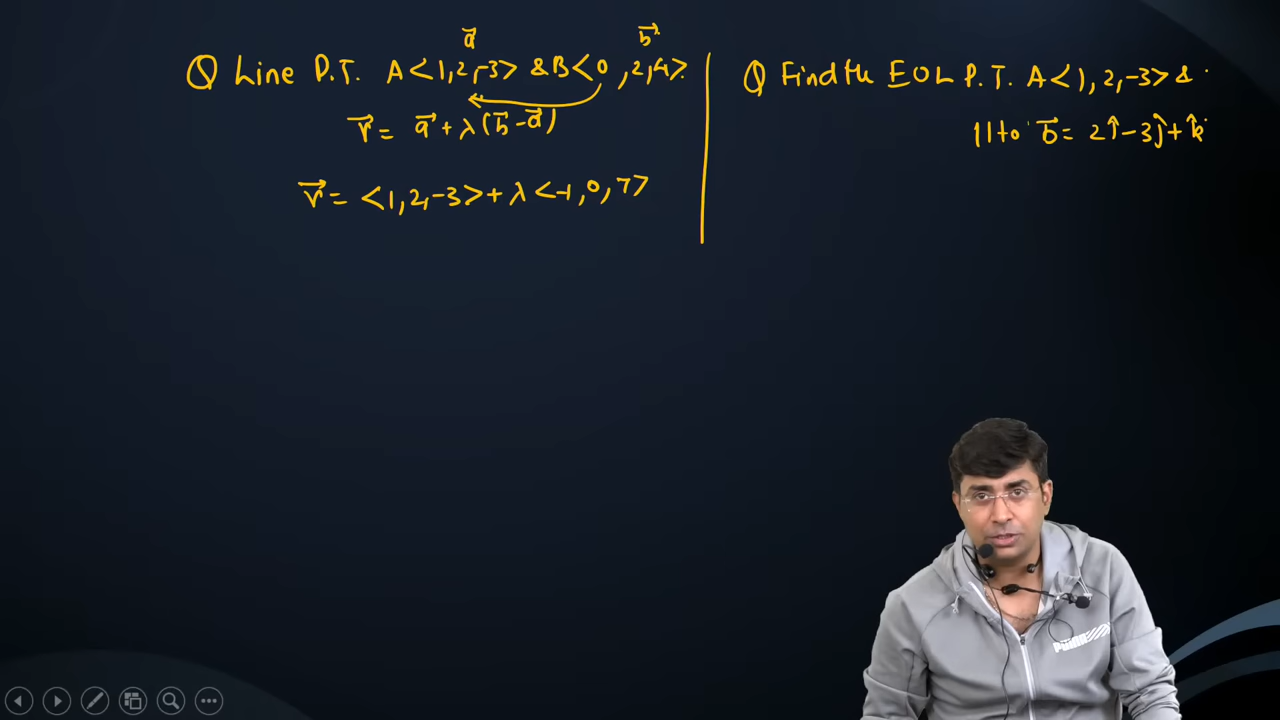 Q Line P.T. A<1,2,-3> & B<0,2,4>
a⃗ b⃗
r⃗ = a⃗ + λ(b⃗ - a⃗)
r⃗ = <1,2,-3> + λ<-1,0,7>
Q Find the EOL P.T. A<1,2,-3> &
|| to b⃗ = 2î - 3ĵ + k̂
PUMA